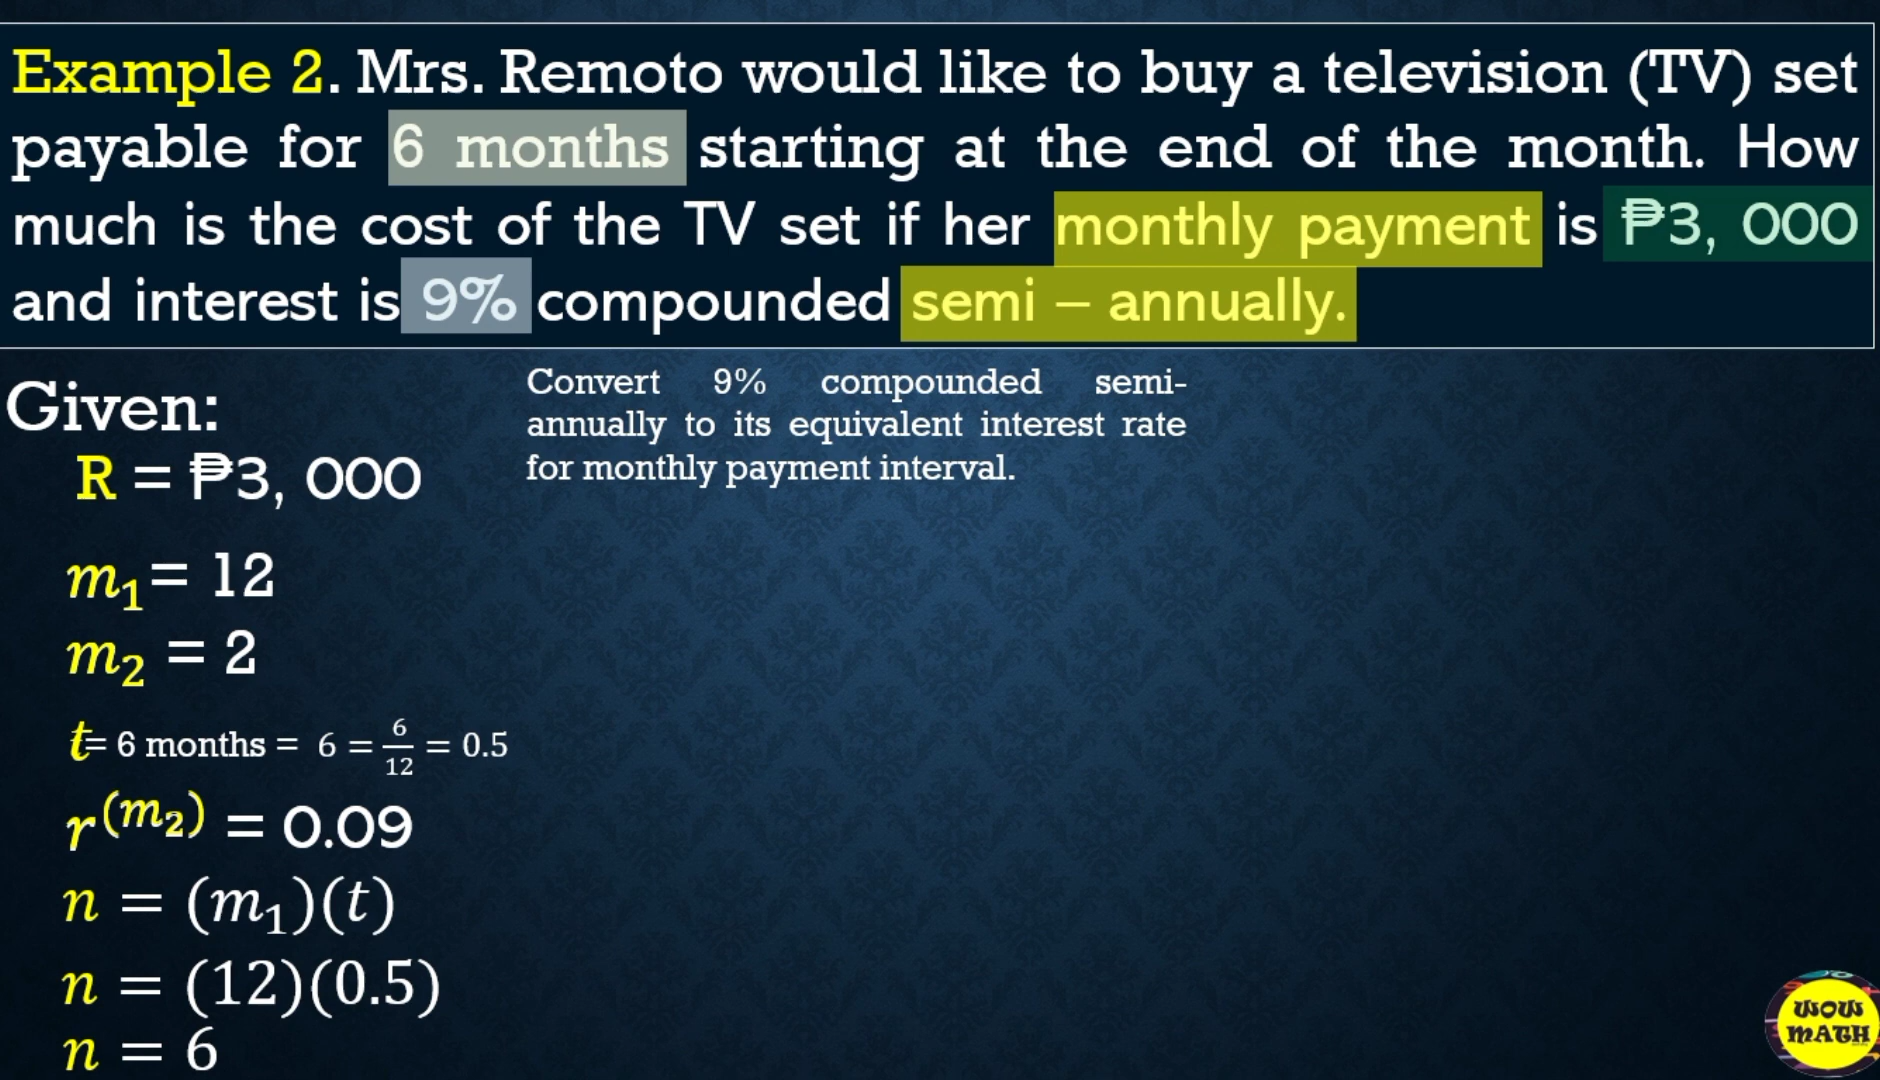 Example 2. Mrs. Remoto would like to buy a television (TV) set
payable for 6 months starting at the end of the month. How
much is the cost of the TV set if her monthly payment is ₱3, 000
and interest is 9% compounded semi – annually.
Given:
R = ₱3, 000
m₁= 12
m₂ = 2
t= 6 months = 6 = 6/12 = 0.5
r^(m₂) = 0.09
n = (m₁)(t)
n = (12)(0.5)
n = 6
Convert 9% compounded semi-
annually to its equivalent interest rate
for monthly payment interval.
WOW
MATH